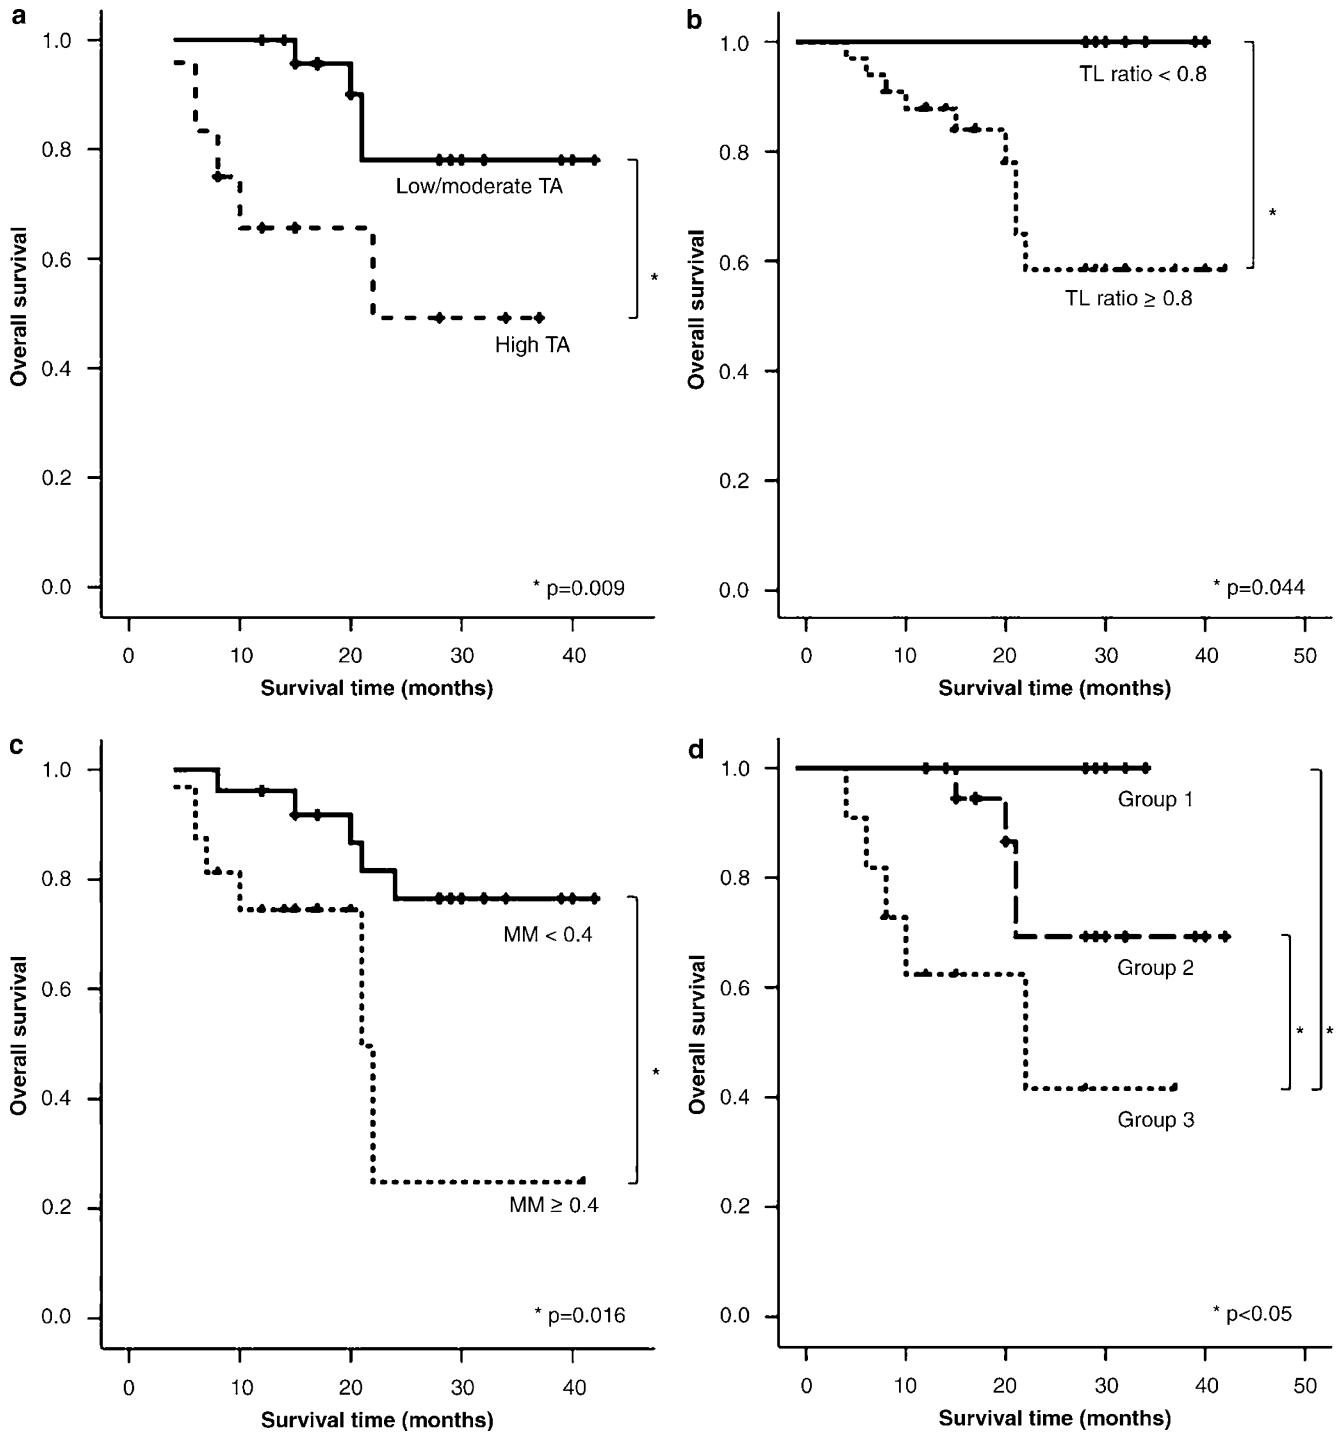 a
1.0
0.8
0.6
0.4
0.2
0.0
Overall survival
Low/moderate TA
High TA
*
* p=0.009
0 10 20 30 40
Survival time (months)
b
1.0
0.8
0.6
0.4
0.2
0.0
Overall survival
TL ratio < 0.8
TL ratio ≥ 0.8
*
* p=0.044
0 10 20 30 40 50
Survival time (months)
c
1.0
0.8
0.6
0.4
0.2
0.0
Overall survival
MM < 0.4
MM ≥ 0.4
*
* p=0.016
0 10 20 30 40
Survival time (months)
d
1.0
0.8
0.6
0.4
0.2
0.0
Overall survival
Group 1
Group 2
Group 3
* *
* p<0.05
0 10 20 30 40 50
Survival time (months)